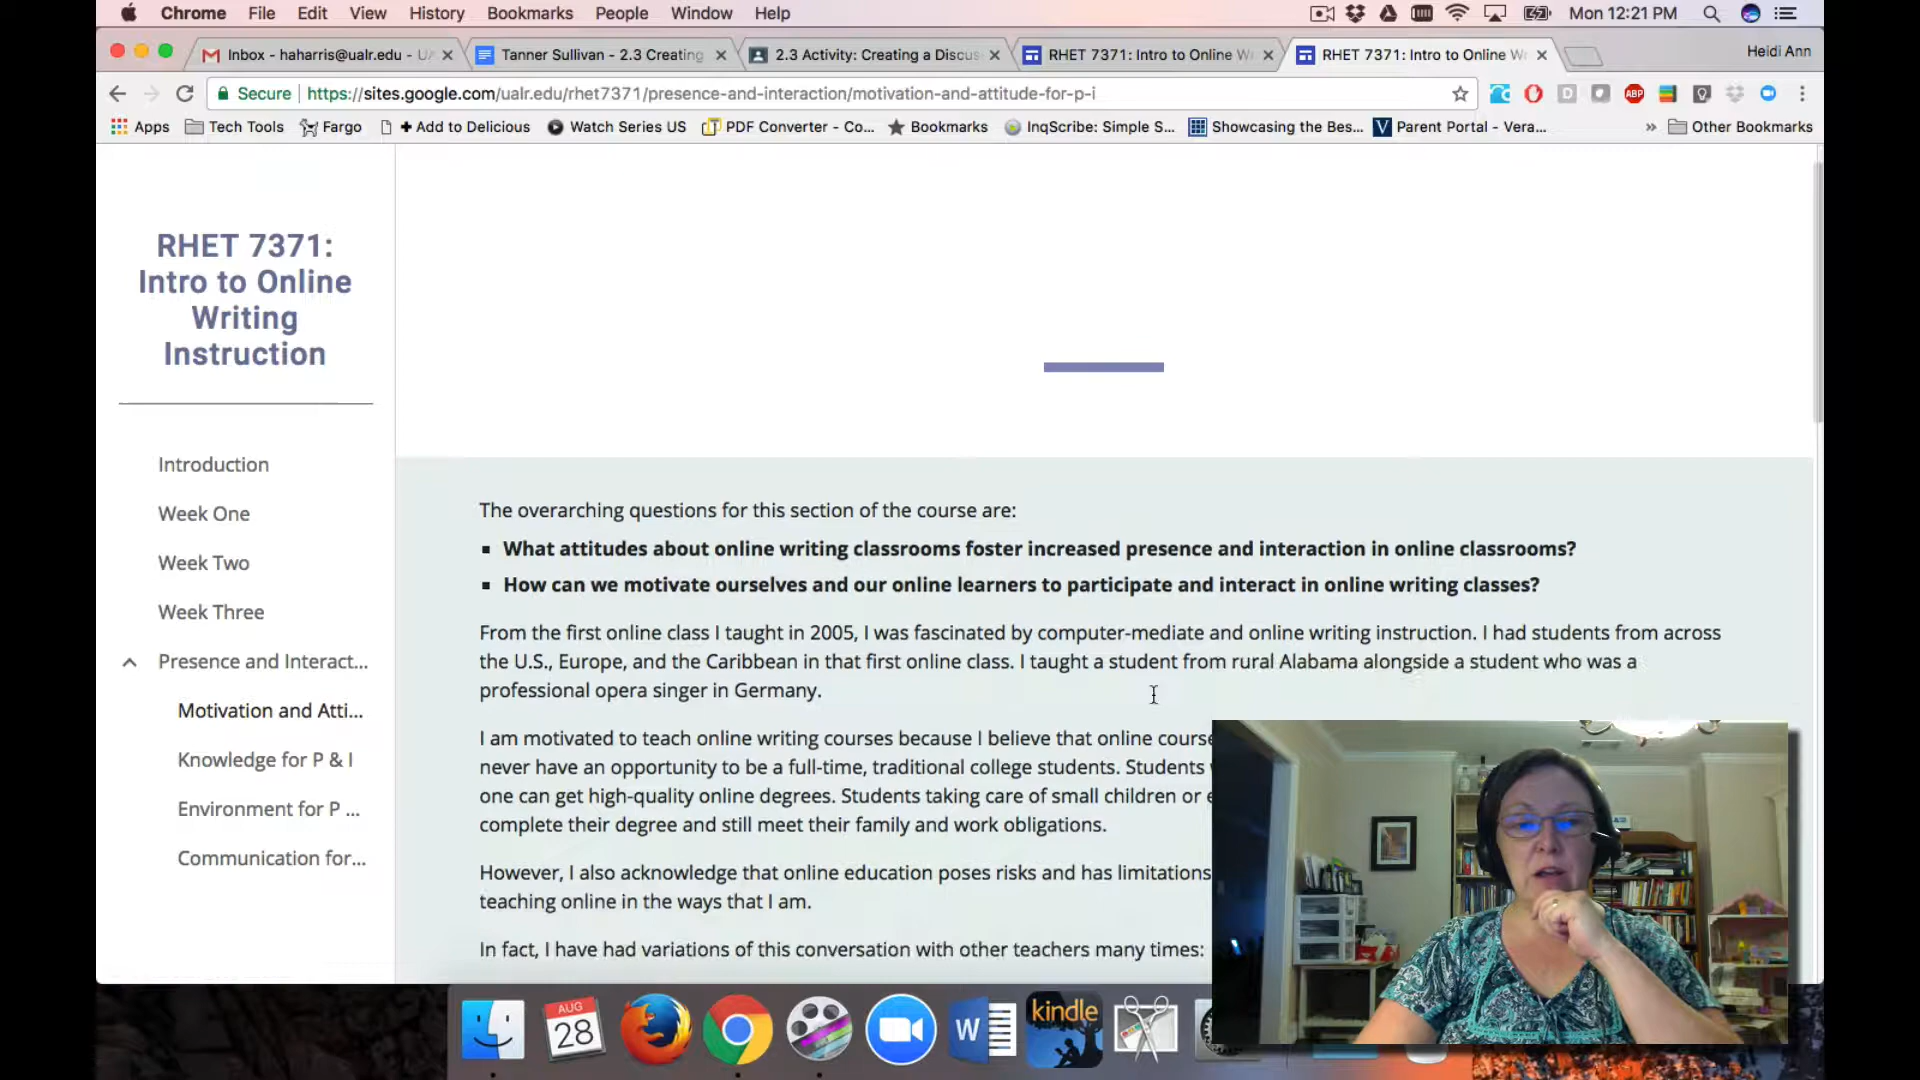 Chrome File Edit View History Bookmarks People Window Help Mon 12:21 PM
Inbox - haharris@ualr.edu - UA Tanner Sullivan - 2.3 Creating 2.3 Activity: Creating a Discus RHET 7371: Intro to Online W RHET 7371: Intro to Online W Heidi Ann
Secure https://sites.google.com/ualr.edu/rhet7371/presence-and-interaction/motivation-and-attitude-for-p-i
Apps Tech Tools Fargo + Add to Delicious Watch Series US PDF Converter - Co... Bookmarks InqScribe: Simple S... Showcasing the Bes... Parent Portal - Vera... » Other Bookmarks
RHET 7371:
Intro to Online
Writing
Instruction
Introduction
Week One
Week Two
Week Three
Presence and Interact...
Motivation and Atti...
Knowledge for P & I
Environment for P ...
Communication for...
The overarching questions for this section of the course are:
▪ What attitudes about online writing classrooms foster increased presence and interaction in online classrooms?
▪ How can we motivate ourselves and our online learners to participate and interact in online writing classes?
From the first online class I taught in 2005, I was fascinated by computer-mediate and online writing instruction. I had students from across
the U.S., Europe, and the Caribbean in that first online class. I taught a student from rural Alabama alongside a student who was a
professional opera singer in Germany.
I am motivated to teach online writing courses because I believe that online course
never have an opportunity to be a full-time, traditional college students. Students
one can get high-quality online degrees. Students taking care of small children or
complete their degree and still meet their family and work obligations.
However, I also acknowledge that online education poses risks and has limitations
teaching online in the ways that I am.
In fact, I have had variations of this conversation with other teachers many times:
AUG
28
W
kindle
ABP